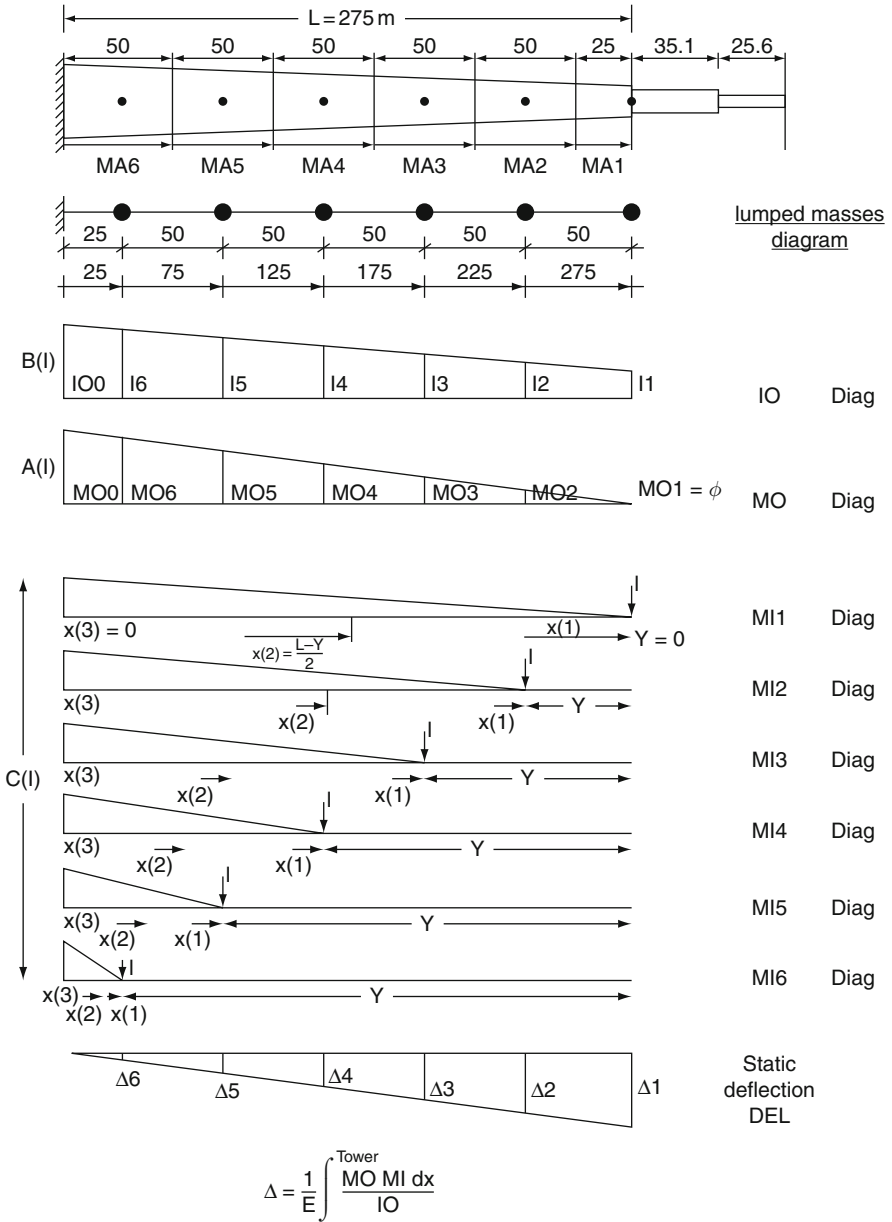 L = 275 m
50 50 50 50 50 25 35.1 25.6
MA6 MA5 MA4 MA3 MA2 MA1
lumped masses
diagram
25 50 50 50 50 50
25 75 125 175 225 275
B(I)
IO0 I6 I5 I4 I3 I2 I1
IO Diag
A(I)
MO0 MO6 MO5 MO4 MO3 MO2 MO1 = ϕ
MO Diag
C(I)
I
MI1 Diag
x(3) = 0 x(2) = L–Y/2 x(1) Y = 0
I
MI2 Diag
x(3) x(2) x(1) Y
I
MI3 Diag
x(3) x(2) x(1) Y
I
MI4 Diag
x(3) x(2) x(1) Y
I
MI5 Diag
x(3) x(2) x(1) Y
I
MI6 Diag
x(3) x(2) x(1) Y
Δ6 Δ5 Δ4 Δ3 Δ2 Δ1
Static
deflection
DEL
Δ = 1/E ∫ Tower MO MI dx / IO